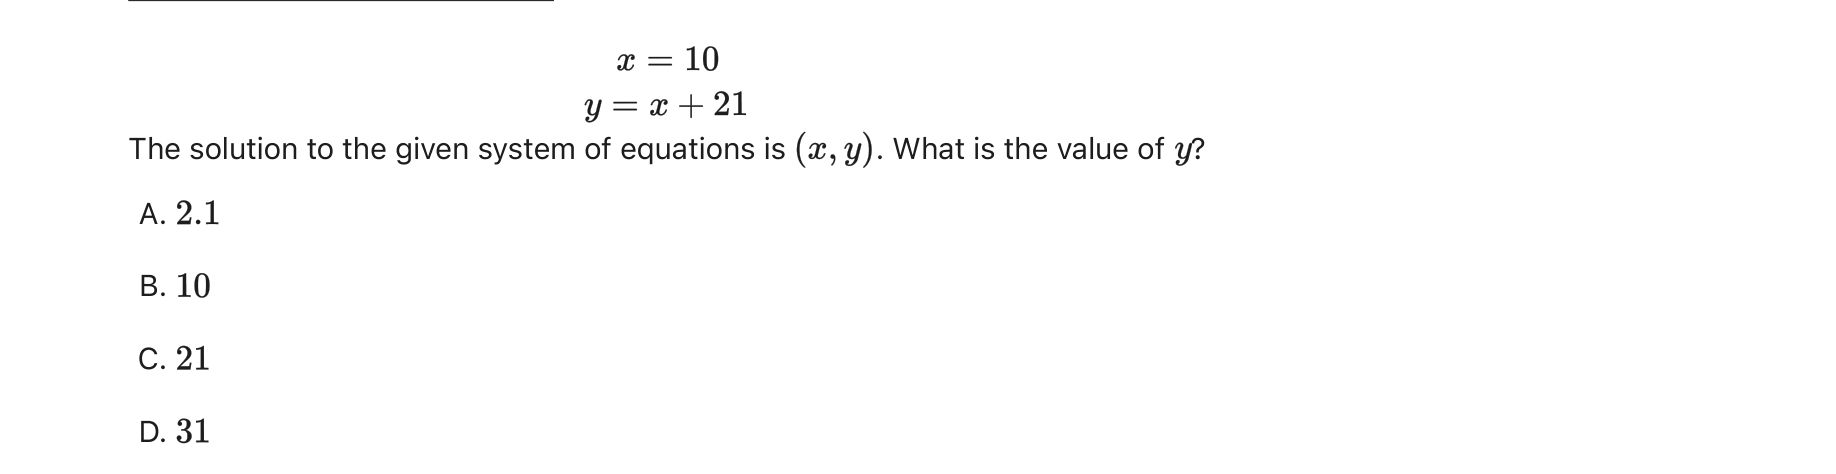 x = 10
y = x + 21
The solution to the given system of equations is (x, y). What is the value of y?
A. 2.1
B. 10
C. 21
D. 31